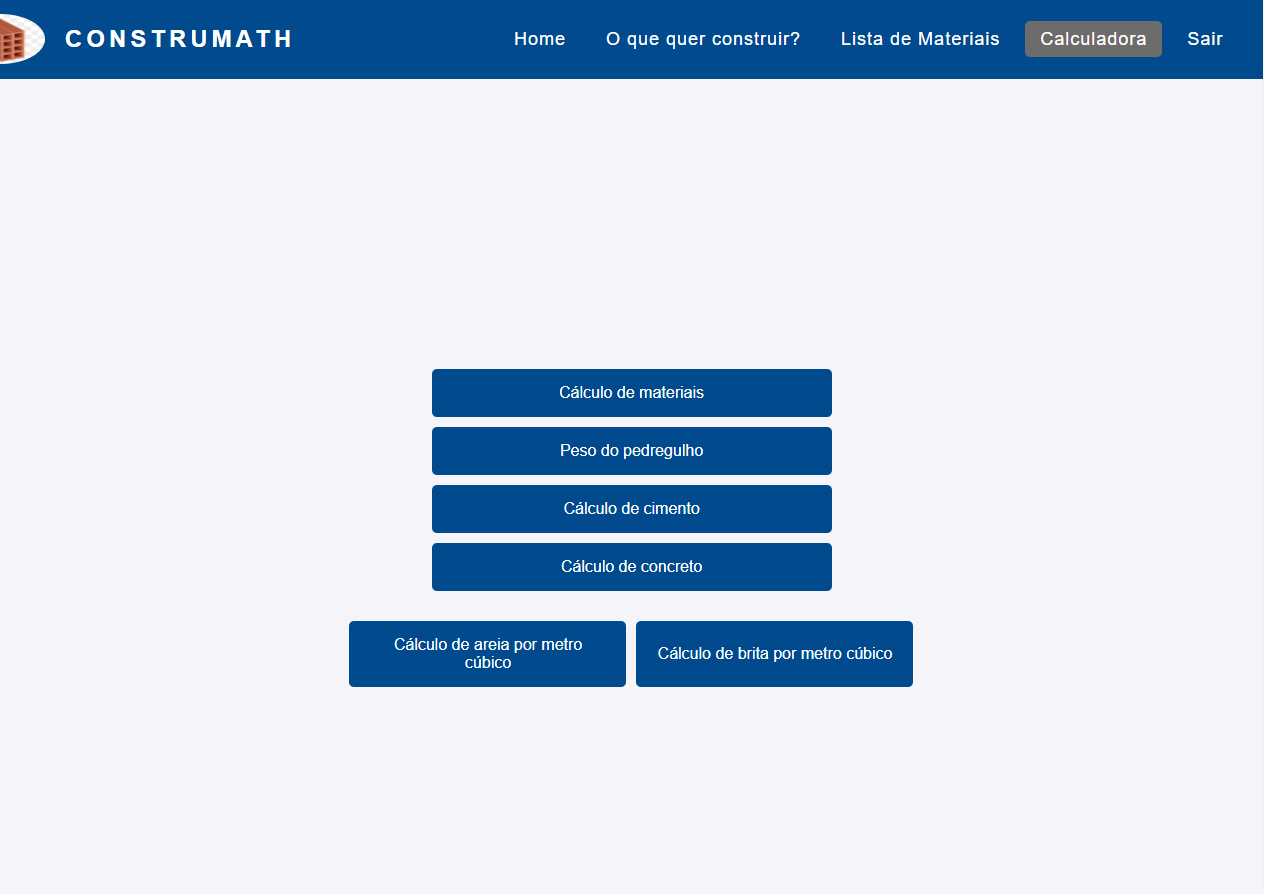 CONSTRUMATH
Home
O que quer construir?
Lista de Materiais
Calculadora
Sair
Cálculo de materiais
Peso do pedregulho
Cálculo de cimento
Cálculo de concreto
Cálculo de areia por metro
cúbico
Cálculo de brita por metro cúbico